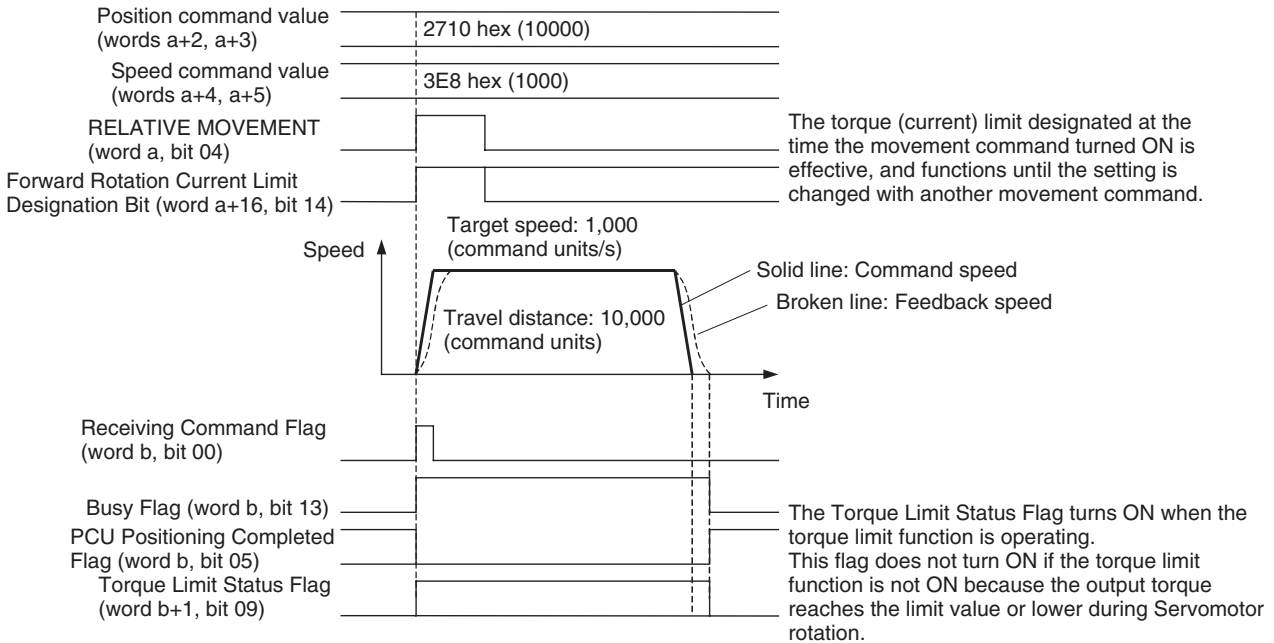 Position command value
(words a+2, a+3)
2710 hex (10000)
Speed command value
(words a+4, a+5)
3E8 hex (1000)
RELATIVE MOVEMENT
(word a, bit 04)
The torque (current) limit designated at the
time the movement command turned ON is
effective, and functions until the setting is
changed with another movement command.
Forward Rotation Current Limit
Designation Bit (word a+16, bit 14)
Target speed: 1,000
(command units/s)
Speed
Solid line: Command speed
Broken line: Feedback speed
Travel distance: 10,000
(command units)
Time
Receiving Command Flag
(word b, bit 00)
Busy Flag (word b, bit 13)
PCU Positioning Completed
Flag (word b, bit 05)
Torque Limit Status Flag
(word b+1, bit 09)
The Torque Limit Status Flag turns ON when the
torque limit function is operating.
This flag does not turn ON if the torque limit
function is not ON because the output torque
reaches the limit value or lower during Servomotor
rotation.